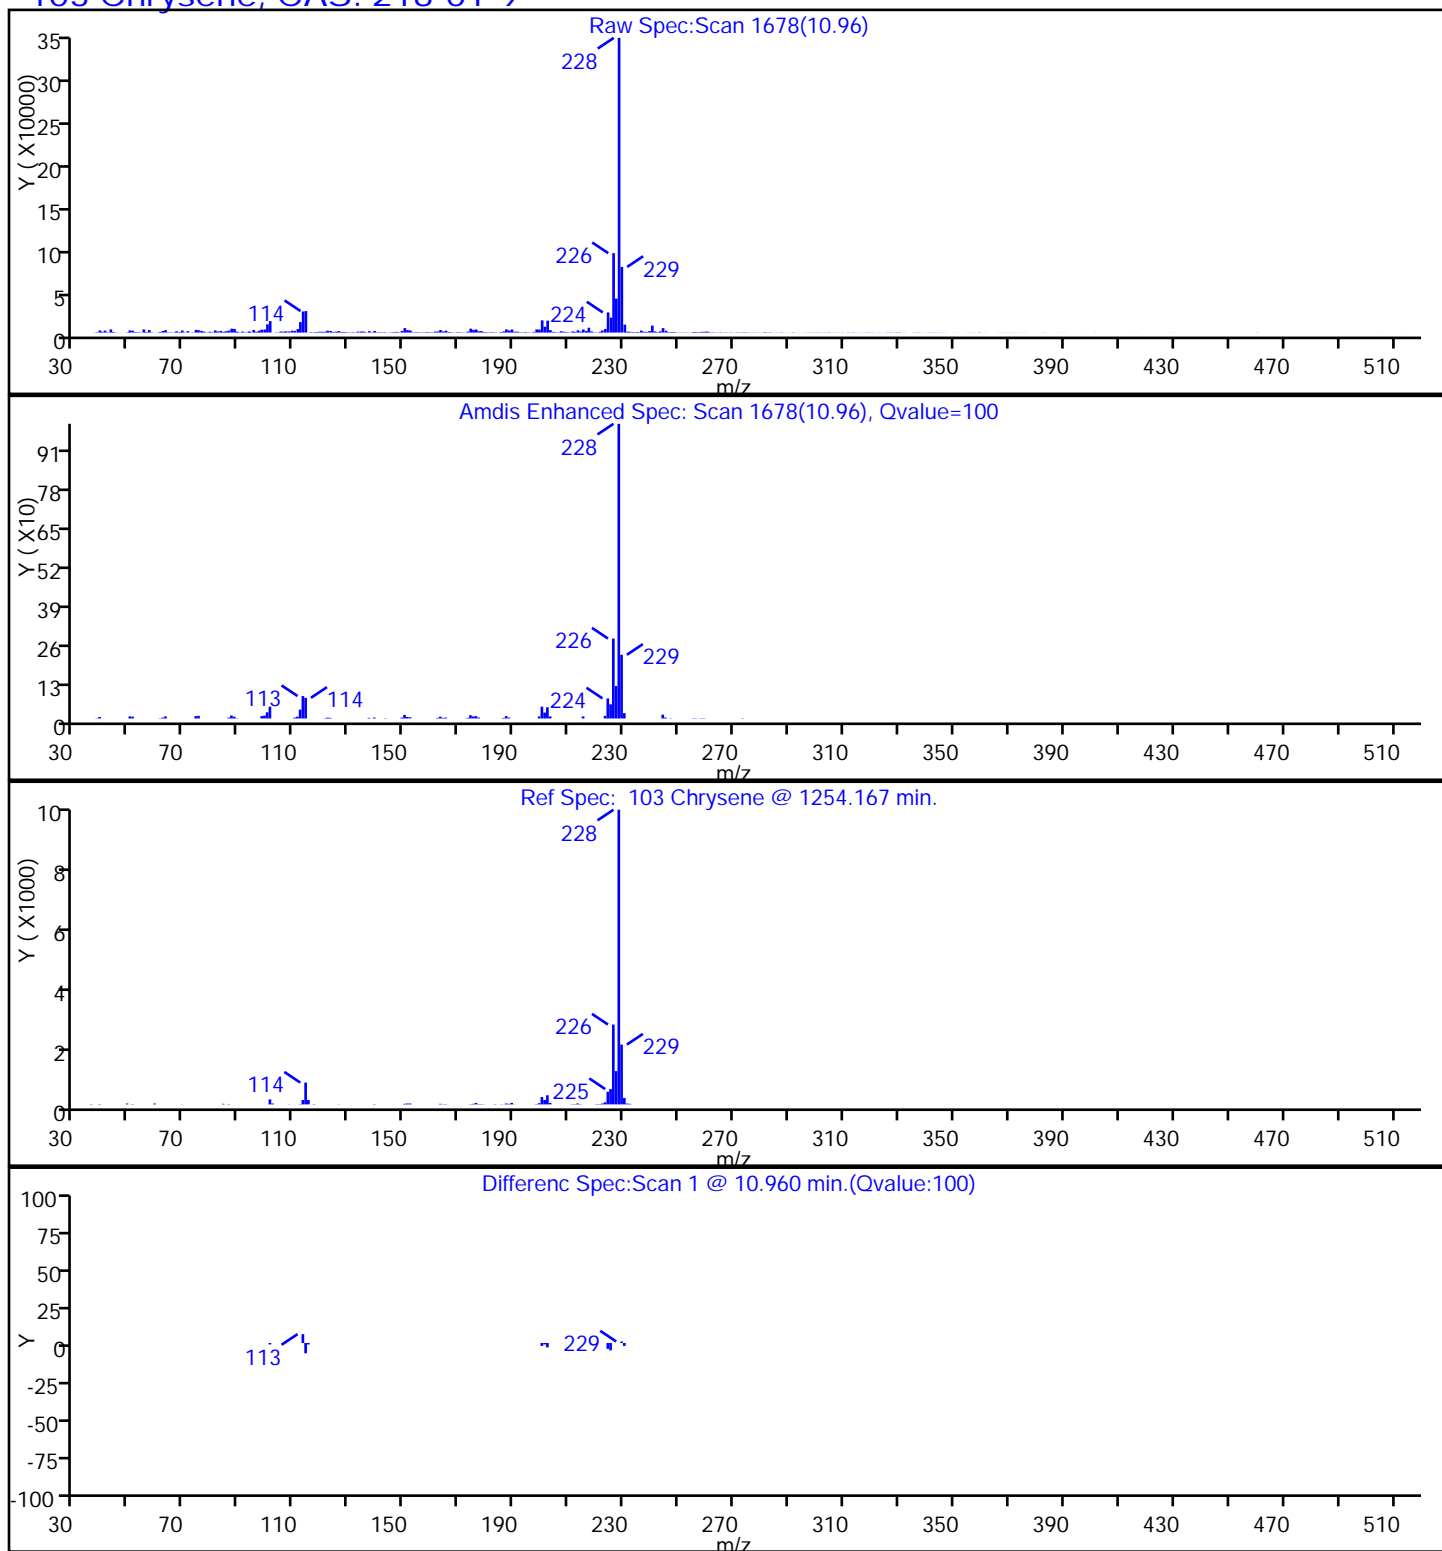 103 Chrysene, CAS: 218-01-9
Raw Spec:Scan 1678(10.96)
Y ( X10000)
35
30
25
20
15
10
5
0
228
226
229
224
114
30 70 110 150 190 230 270 310 350 390 430 470 510
m/z
Amdis Enhanced Spec: Scan 1678(10.96), Qvalue=100
Y ( X10)
91
78
65
52
39
26
13
0
228
226
229
113
114
224
30 70 110 150 190 230 270 310 350 390 430 470 510
m/z
Ref Spec: 103 Chrysene @ 1254.167 min.
Y ( X1000)
10
8
6
4
2
0
228
226
229
114
225
30 70 110 150 190 230 270 310 350 390 430 470 510
m/z
Differenc Spec:Scan 1 @ 10.960 min.(Qvalue:100)
Y
100
75
50
25
0
-25
-50
-75
-100
113
229
30 70 110 150 190 230 270 310 350 390 430 470 510
m/z